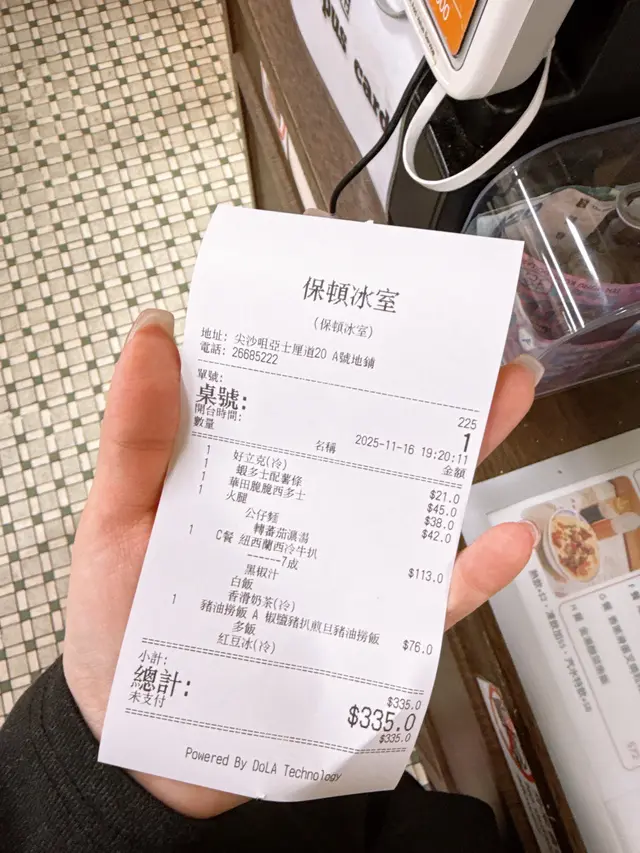 pus card
保頓冰室
(保頓冰室)
地址: 尖沙咀亞士厘道20 A號地鋪
電話: 26685222
單號: 225
桌號: 1
開台時間: 2025-11-16 19:20:11
數量 名稱 金額
1 好立克(冷) $21.0
1 蝦多士配薯條 $45.0
1 華田脆脆西多士 $38.0
1 火腿 $42.0
公仔麵
轉蕃茄濃湯
1 C餐 紐西蘭西冷牛扒 $113.0
------7成
黑椒汁
白飯
香滑奶茶(冷)
1 豬油撈飯 A 椒鹽豬扒煎旦豬油撈飯 $76.0
多飯
紅豆冰(冷)
小計: $335.0
總計: $335.0
未支付 $335.0
Powered By DoLA Technology